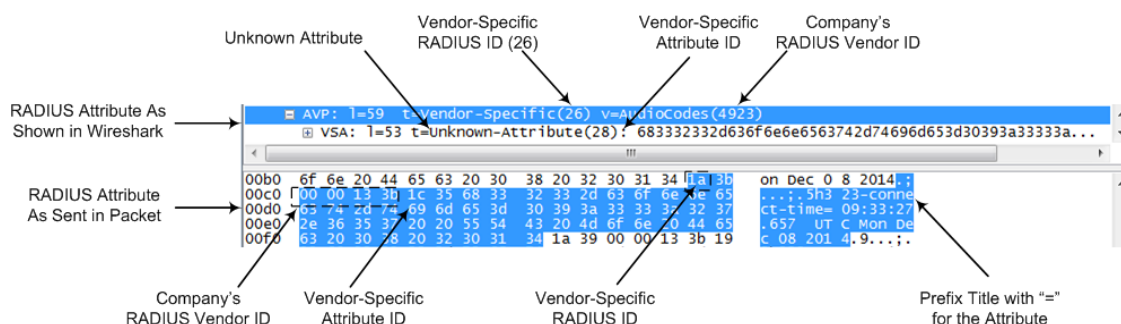 Vendor-Specific
RADIUS ID (26)
Vendor-Specific
Attribute ID
Company's
RADIUS Vendor ID
Unknown Attribute
RADIUS Attribute As
Shown in Wireshark
AVP: l=59 t=Vendor-Specific(26) v=AudioCodes(4923)
VSA: l=53 t=Unknown-Attribute(28): 683332332d636f6e6e6563742d74696d653d30393a33333a...
RADIUS Attribute
As Sent in Packet
00b0 6f 6e 20 44 65 63 20 30 38 20 32 30 31 34 1a 3b on Dec 0 8 2014.;
00c0 00 00 13 3b 1c 35 68 33 32 33 2d 63 6f 6e 6e 65 ...;.5h3 23-conne
00d0 63 74 2d 74 69 6d 65 3d 30 39 3a 33 33 3a 32 37 ct-time= 09:33:27
00e0 2e 36 35 37 20 20 55 54 43 20 4d 6f 6e 20 44 65 .657 UT C Mon De
00f0 63 20 30 38 20 32 30 31 34 1a 39 00 00 13 3b 19 c 08 201 4.9...;.
Company's
RADIUS Vendor ID
Vendor-Specific
Attribute ID
Vendor-Specific
RADIUS ID
Prefix Title with "="
for the Attribute